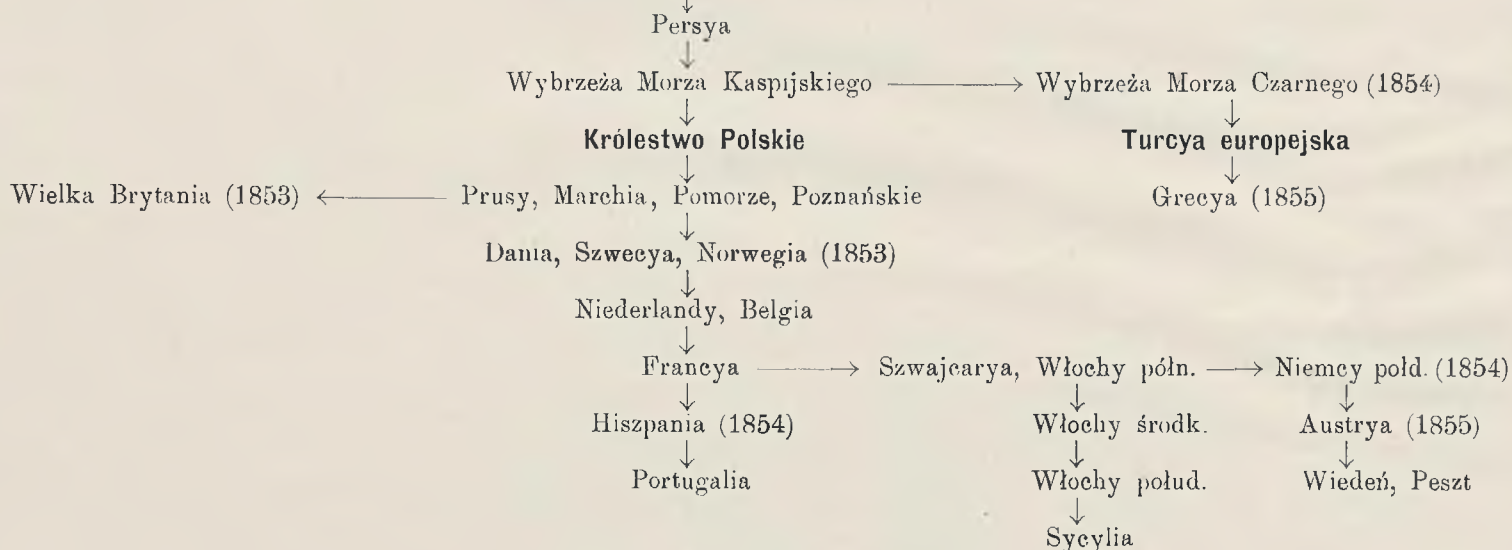 Persya
Wybrzeża Morza Kaspijskiego Wybrzeża Morza Czarnego (1854)
Królestwo Polskie Turcya europejska
Wielka Brytania (1853) Prusy, Marchia, Pomorze, Poznańskie Grecya (1855)
Dania, Szwecya, Norwegia (1853)
Niederlandy, Belgia
Francya Szwajcarya, Włochy półn. Niemcy połd. (1854)
Hiszpania (1854) Włochy środk. Austrya (1855)
Portugalia Włochy połud. Wiedeń, Peszt
Sycylia